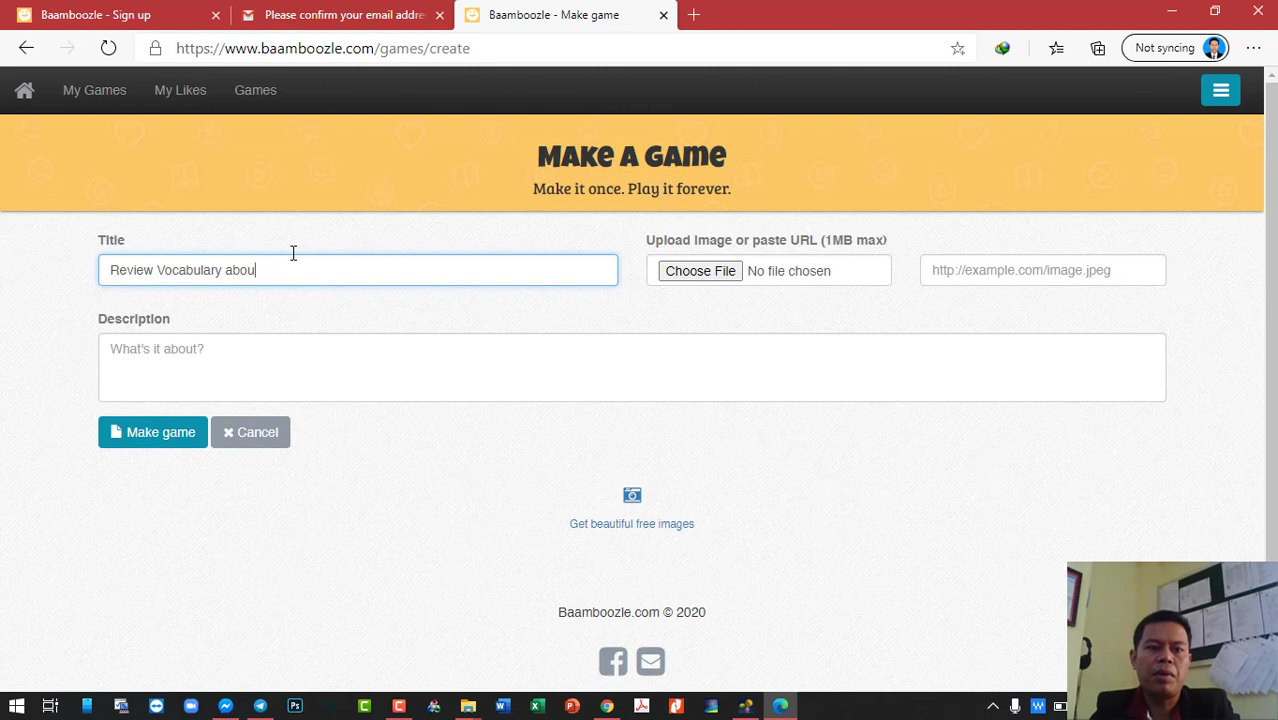 Baamboozle - Sign up
Please confirm your email addre
Baamboozle - Make game
https://www.baamboozle.com/games/create
Not syncing
My Games
My Likes
Games
Make a Game
Make it once. Play it forever.
Title
Upload Image or paste URL (1MB max)
Review Vocabulary abou
Choose File No file chosen
http://example.com/image.jpeg
Description
What's it about?
Make game
Cancel
Get beautiful free images
Baamboozle.com © 2020